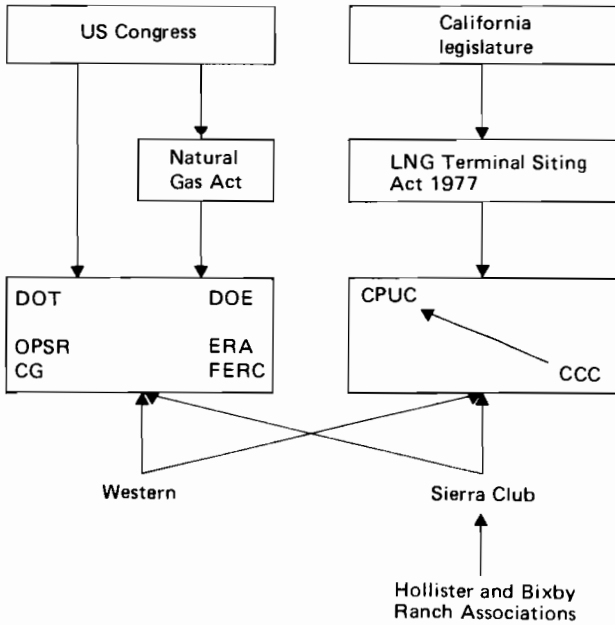 US Congress
California
legislature
Natural
Gas Act
LNG Terminal Siting
Act 1977
DOT DOE
OPSR ERA
CG FERC
CPUC
CCC
Western
Sierra Club
Hollister and Bixby
Ranch Associations